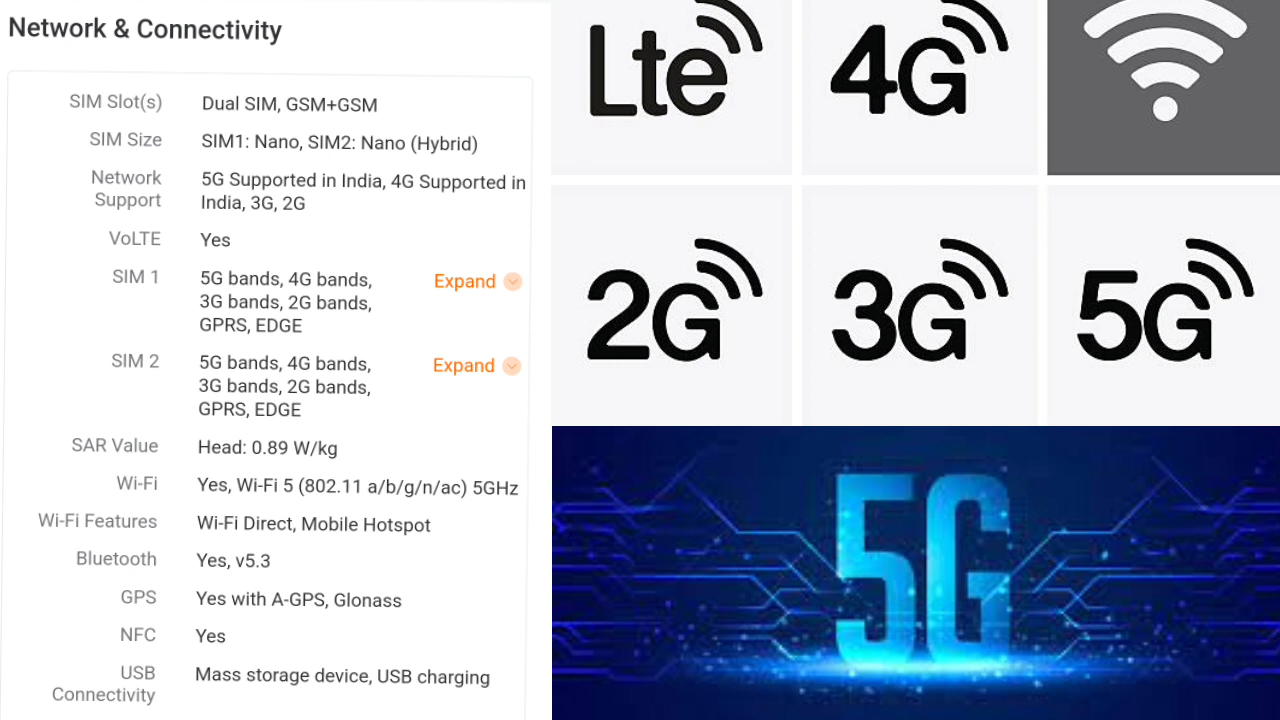 Network & Connectivity
SIM Slot(s) Dual SIM, GSM+GSM
SIM Size SIM1: Nano, SIM2: Nano (Hybrid)
Network Support 5G Supported in India, 4G Supported in
India, 3G, 2G
VoLTE Yes
SIM 1 5G bands, 4G bands, Expand
3G bands, 2G bands,
GPRS, EDGE
SIM 2 5G bands, 4G bands, Expand
3G bands, 2G bands,
GPRS, EDGE
SAR Value Head: 0.89 W/kg
Wi-Fi Yes, Wi-Fi 5 (802.11 a/b/g/n/ac) 5GHz
Wi-Fi Features Wi-Fi Direct, Mobile Hotspot
Bluetooth Yes, v5.3
GPS Yes with A-GPS, Glonass
NFC Yes
USB Connectivity Mass storage device, USB charging
Lte 4G
2G 3G 5G
5G